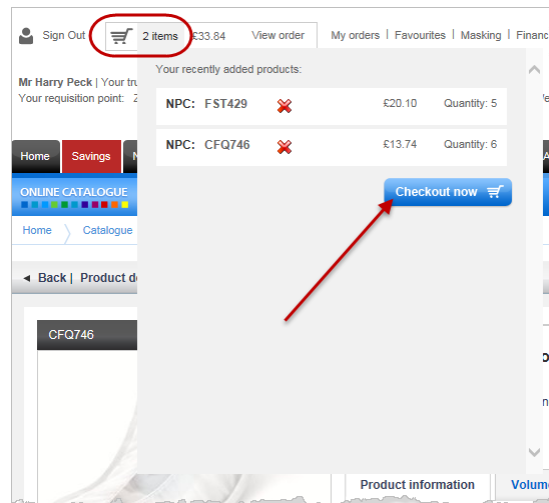 Sign Out 2 items £33.84 View order My orders | Favourites | Masking | Financ
Your recently added products:
Mr Harry Peck | Your tru
Your requisition point: Z
NPC: FST429 £20.10 Quantity: 5
NPC: CFQ746 £13.74 Quantity: 6
Home Savings
Checkout now
ONLINE CATALOGUE
Home Catalogue
Back | Product de
CFQ746
Product information Volum